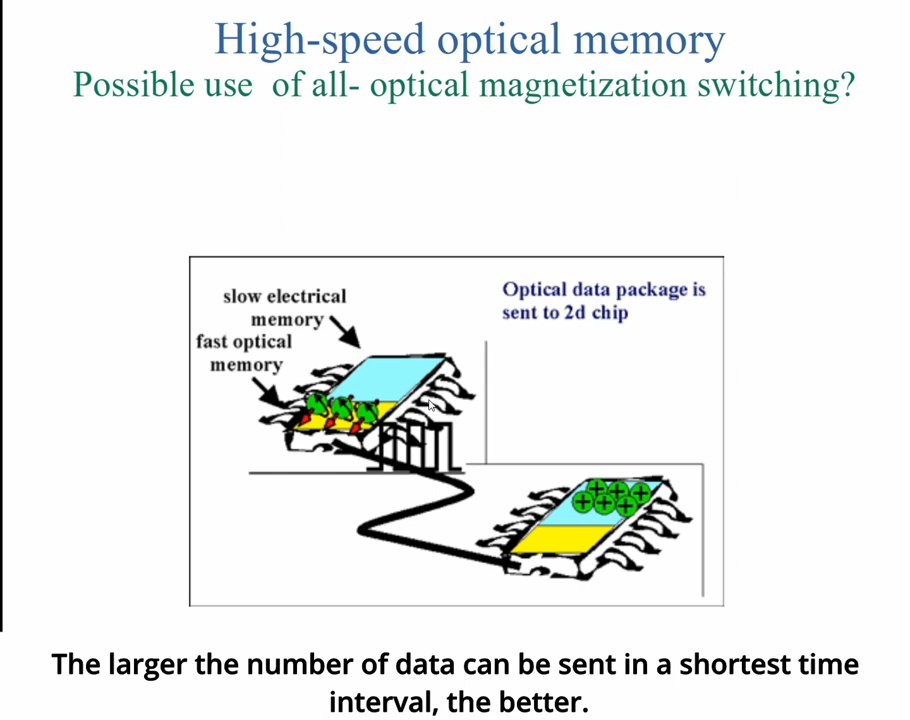 High-speed optical memory
Possible use of all- optical magnetization switching?
slow electrical
memory
fast optical
memory
Optical data package is
sent to 2d chip
+ + +
+ + +
The larger the number of data can be sent in a shortest time
interval, the better.